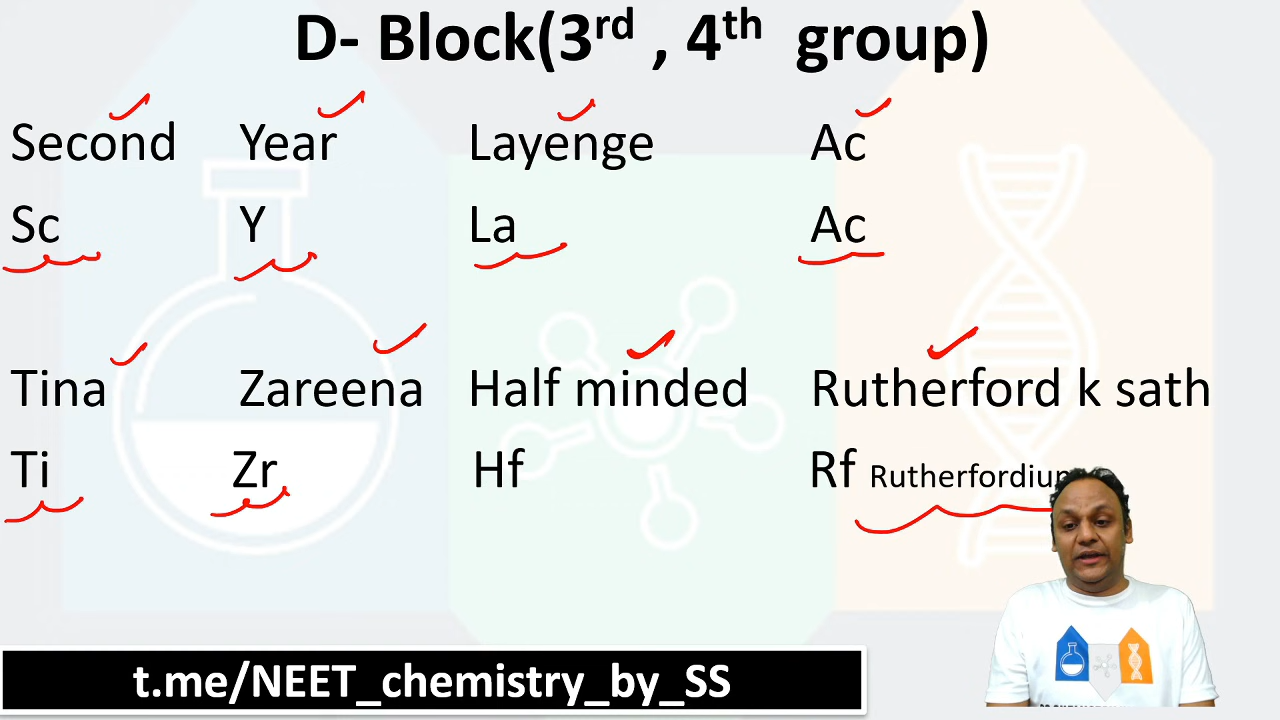 D- Block(3rd , 4th group)
Second Year Layenge Ac
Sc Y La Ac
Tina Zareena Half minded Rutherford k sath
Ti Zr Hf Rf Rutherfordium
t.me/NEET_chemistry_by_SS